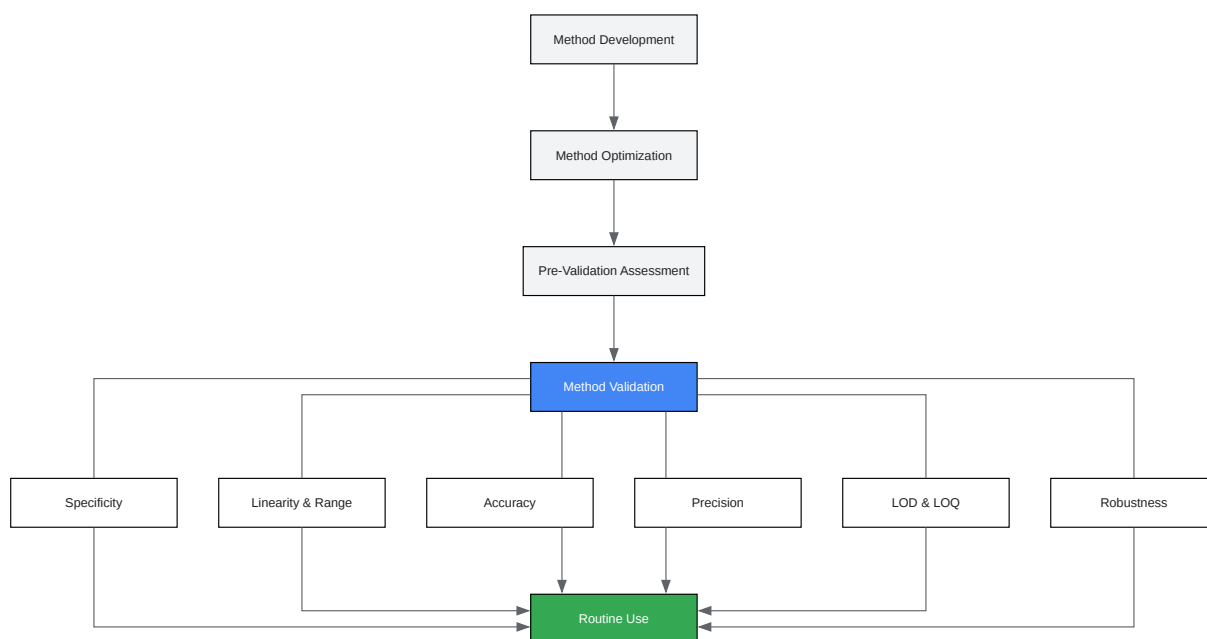 Method Development
Method Optimization
Pre-Validation Assessment
Method Validation
Specificity
Linearity & Range
Accuracy
Precision
LOD & LOQ
Robustness
Routine Use